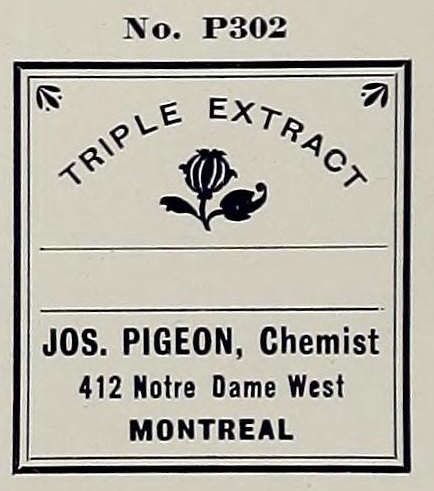 No. P302
TRIPLE EXTRACT
JOS. PIGEON, Chemist
412 Notre Dame West
MONTREAL